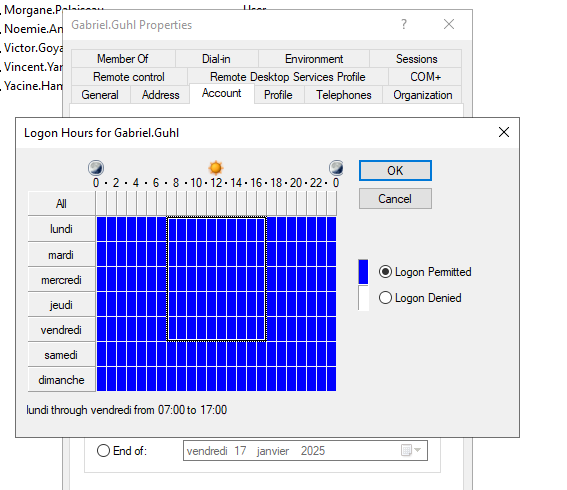 Morgane.Palaiseau User
Noemie.An
Gabriel.Guhl Properties ? ×
Victor.Goya
Member Of Dial-in Environment Sessions
Vincent.Yar
Remote control Remote Desktop Services Profile COM+
Yacine.Han
General Address Account Profile Telephones Organization
Logon Hours for Gabriel.Guhl ×
0 · 2 · 4 · 6 · 8 · 10 · 12 · 14 · 16 · 18 · 20 · 22 · 0
OK
Cancel
All
lundi
mardi
mercredi
jeudi
vendredi
samedi
dimanche
Logon Permitted
Logon Denied
lundi through vendredi from 07:00 to 17:00
End of: vendredi 17 janvier 2025